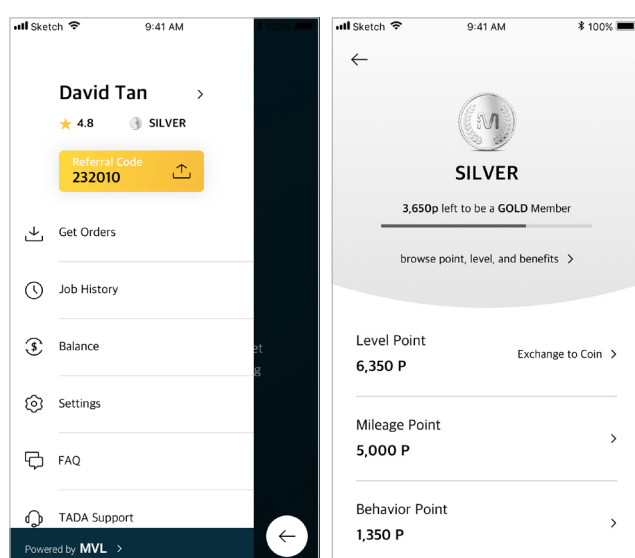 Sketch 9:41 AM 100%
David Tan
4.8 SILVER
Referral Code
232010
Get Orders
Job History
Balance
et
g
Settings
FAQ
TADA Support
Powered by MVL
Sketch 9:41 AM 100%
SILVER
3,650p left to be a GOLD Member
browse point, level, and benefits
Level Point
6,350 P
Exchange to Coin
Mileage Point
5,000 P
Behavior Point
1,350 P